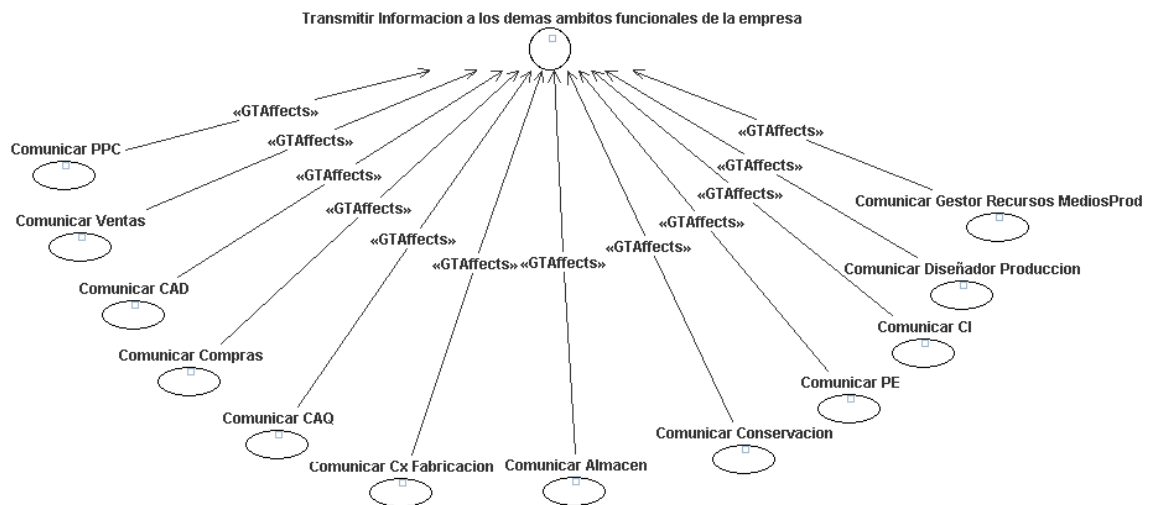 Transmitir Informacion a los demas ambitos funcionales de la empresa
«GTAffects»
«GTAffects»
«GTAffects»
Comunicar PPC
«GTAffects»
«GTAffects»
«GTAffects»
«GTAffects»
Comunicar Gestor Recursos MediosProd
«GTAffects»
Comunicar Ventas
«GTAffects»
«GTAffects»
«GTAffects»
«GTAffects»
«GTAffects»
Comunicar Diseñador Produccion
Comunicar CAD
Comunicar CI
Comunicar Compras
Comunicar PE
Comunicar CAQ
Comunicar Conservacion
Comunicar Cx Fabricacion
Comunicar Almacen